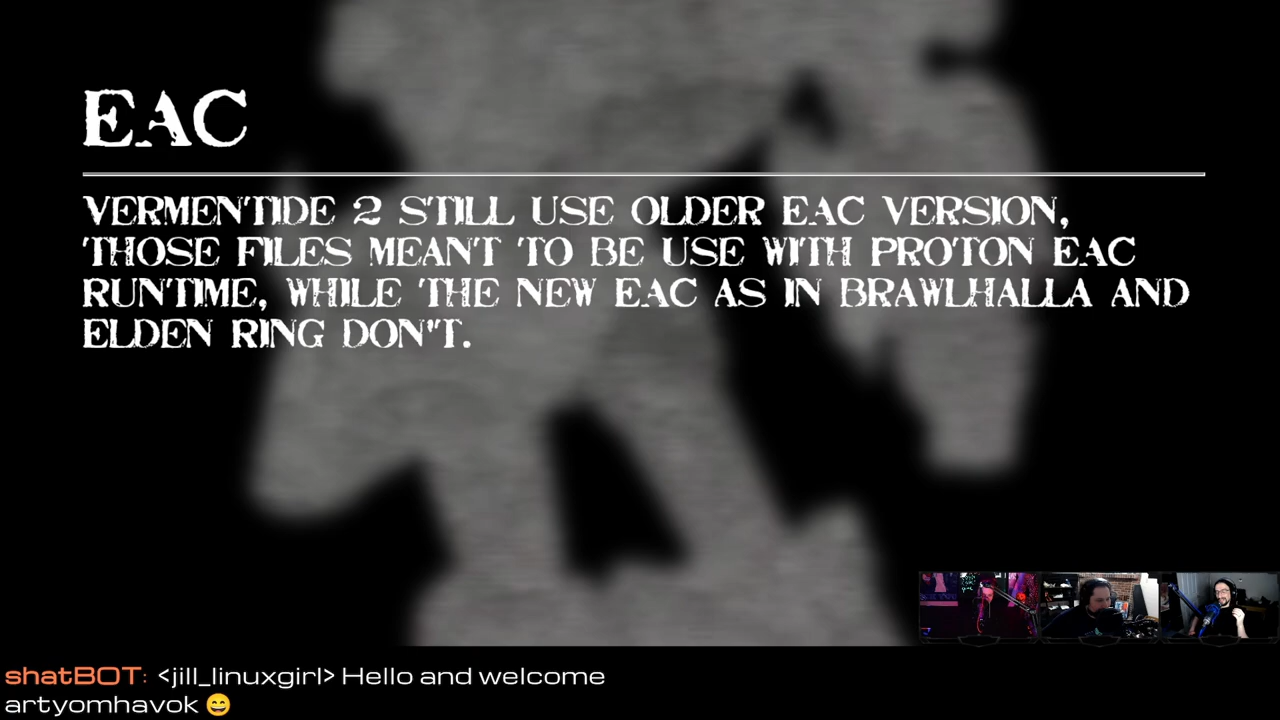 EAC
VERMENTIDE 2 STILL USE OLDER EAC VERSION,
THOSE FILES MEANT TO BE USE WITH PROTON EAC
RUNTIME, WHILE THE NEW EAC AS IN BRAWLHALLA AND
ELDEN RING DON"T.
shatBOT: <jill_linuxgirl> Hello and welcome
artyomhavok 😄